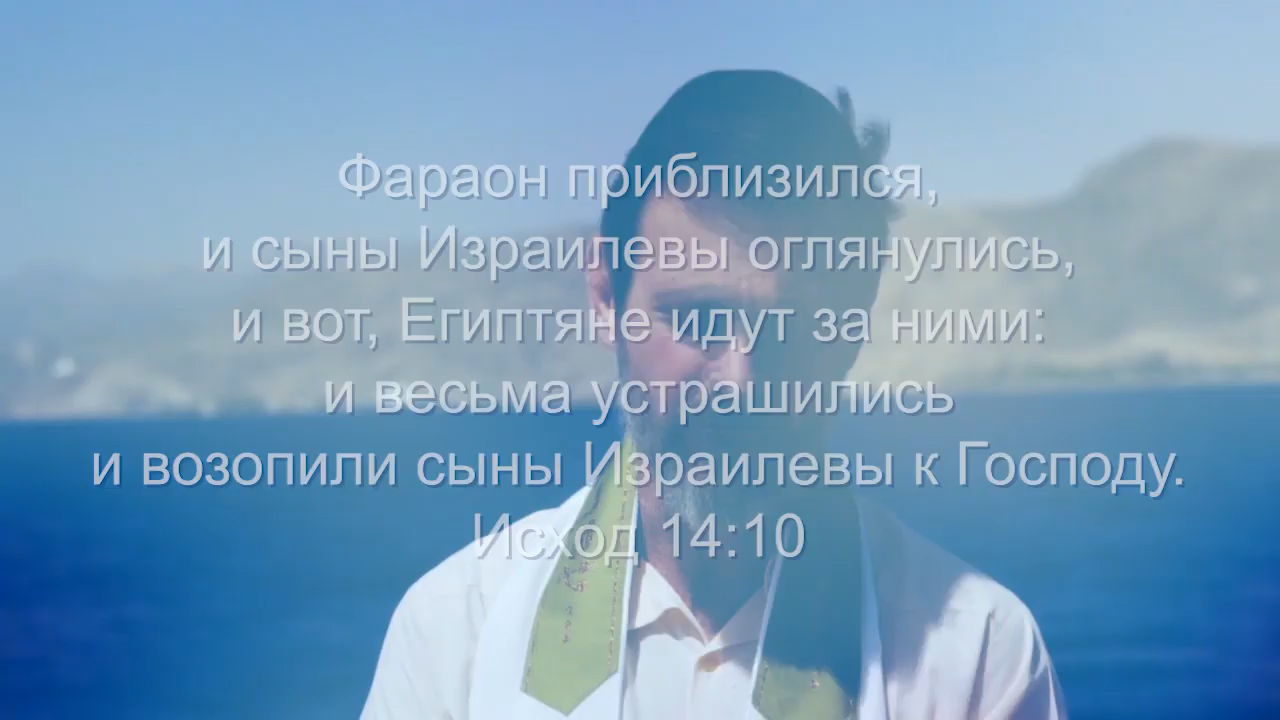 Фараон приблизился,
и сыны Израилевы оглянулись,
и вот, Египтяне идут за ними:
и весьма устрашились
и возопили сыны Израилевы к Господу.
Исход 14:10